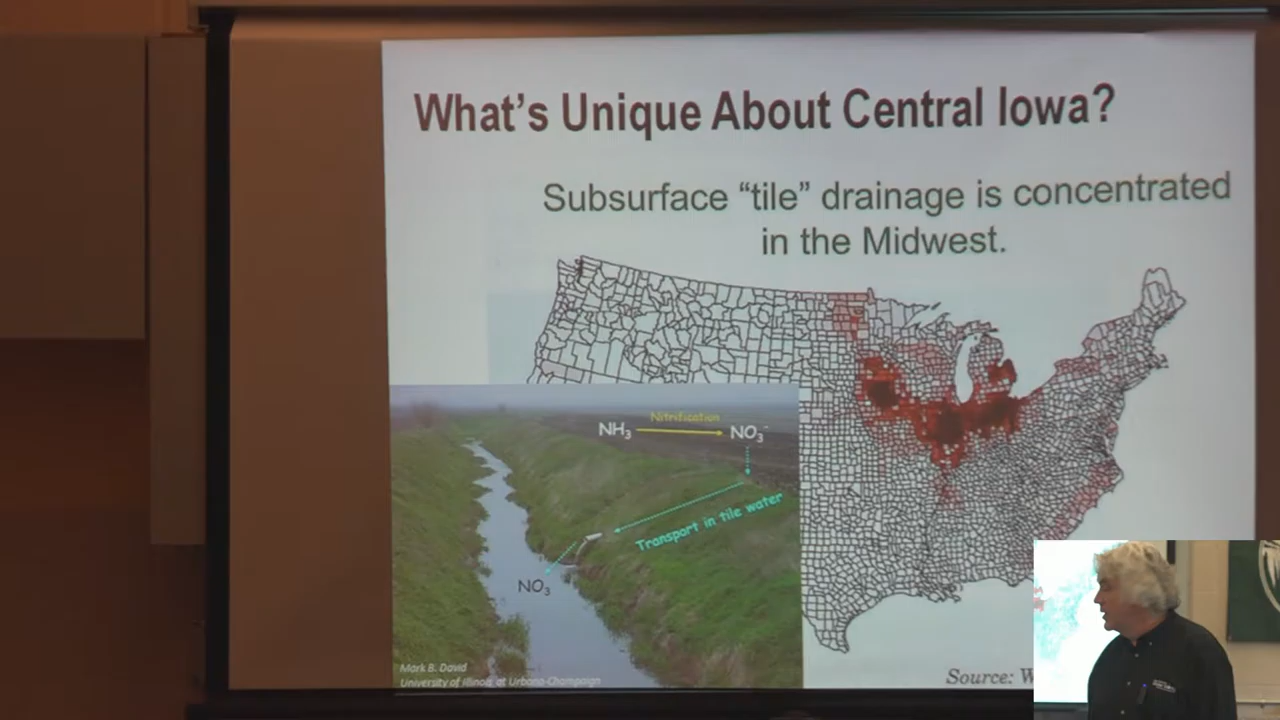 What's Unique About Central Iowa?
Subsurface “tile” drainage is concentrated
in the Midwest.
Nitrification
NH₃
NO₃⁻
Transport in tile water
NO₃
Mark B. David
University of Illinois at Urbana-Champaign
Source: